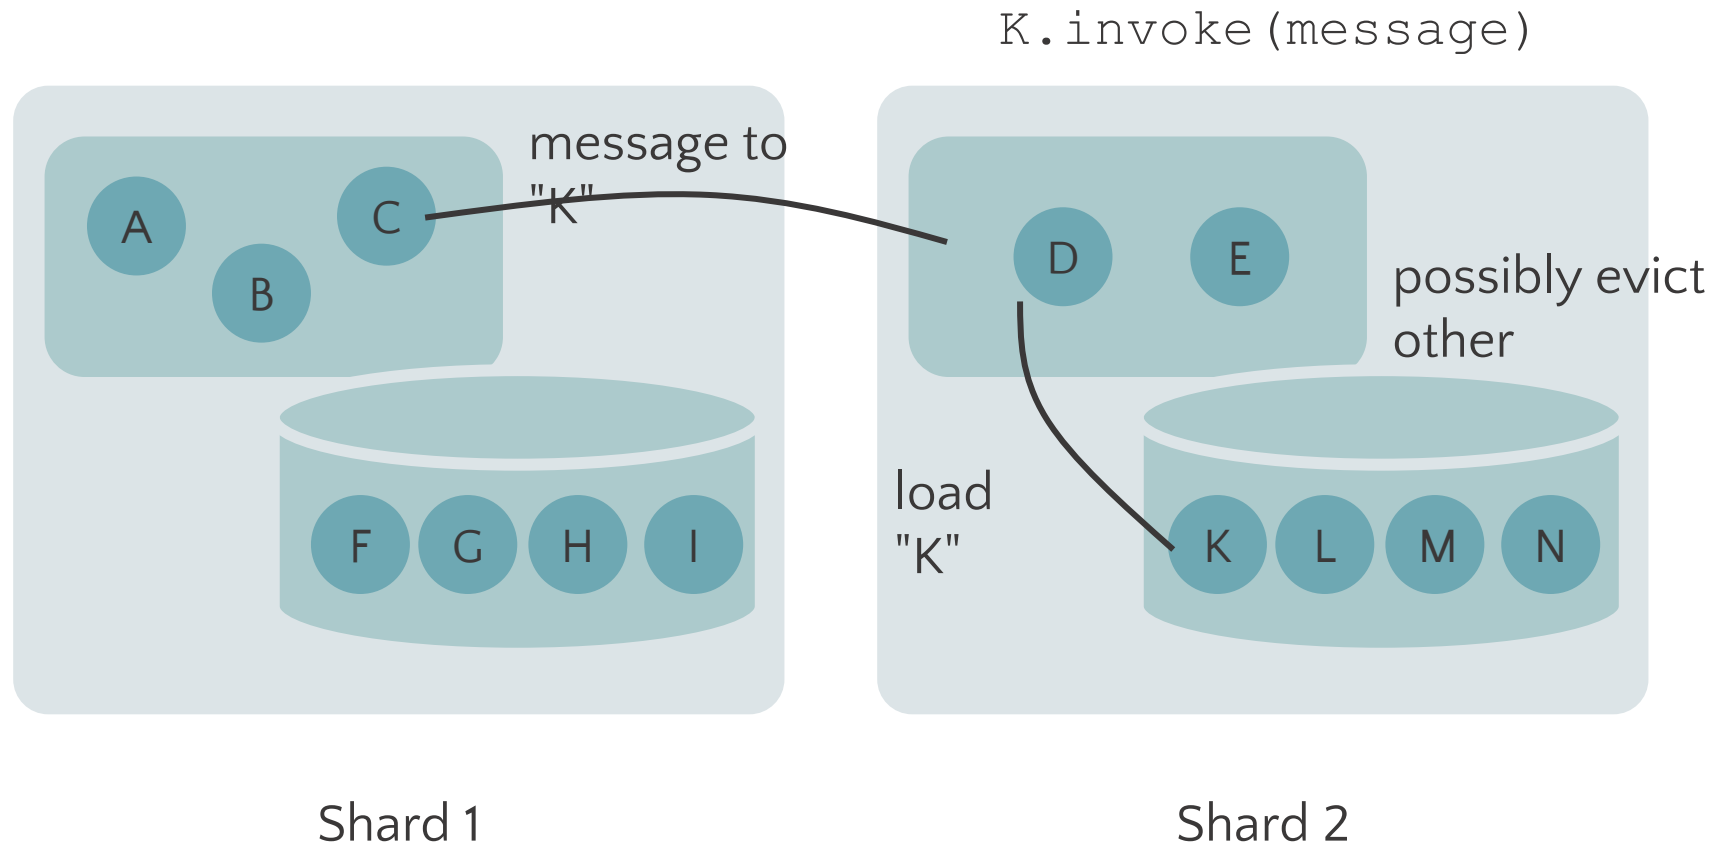 K.invoke(message)
message to
"K"
A
C
B
D
E
possibly evict
other
load
"K"
F
G
H
I
K
L
M
N
Shard 1
Shard 2